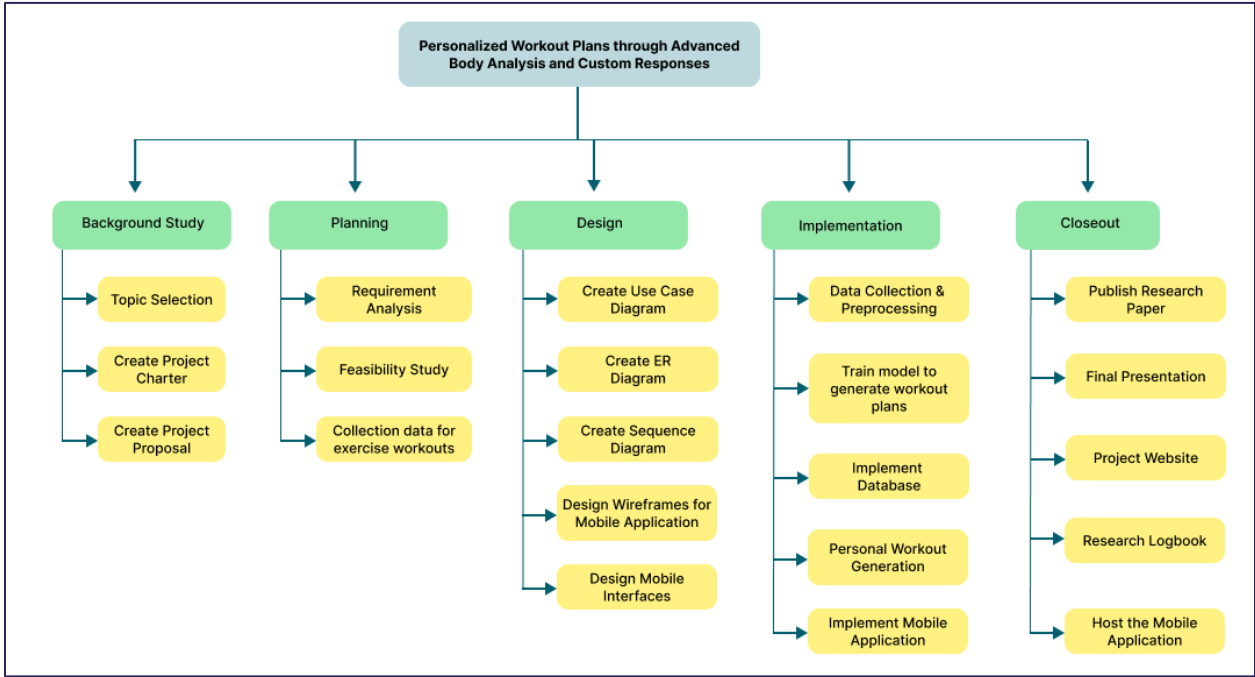 Personalized Workout Plans through Advanced
Body Analysis and Custom Responses
Background Study
Topic Selection
Create Project
Charter
Create Project
Proposal
Planning
Requirement
Analysis
Feasibility Study
Collection data for
exercise workouts
Design
Create Use Case
Diagram
Create ER
Diagram
Create Sequence
Diagram
Design Wireframes for
Mobile Application
Design Mobile
Interfaces
Implementation
Data Collection &
Preprocessing
Train model to
generate workout
plans
Implement
Database
Personal Workout
Generation
Implement Mobile
Application
Closeout
Publish Research
Paper
Final Presentation
Project Website
Research Logbook
Host the Mobile
Application